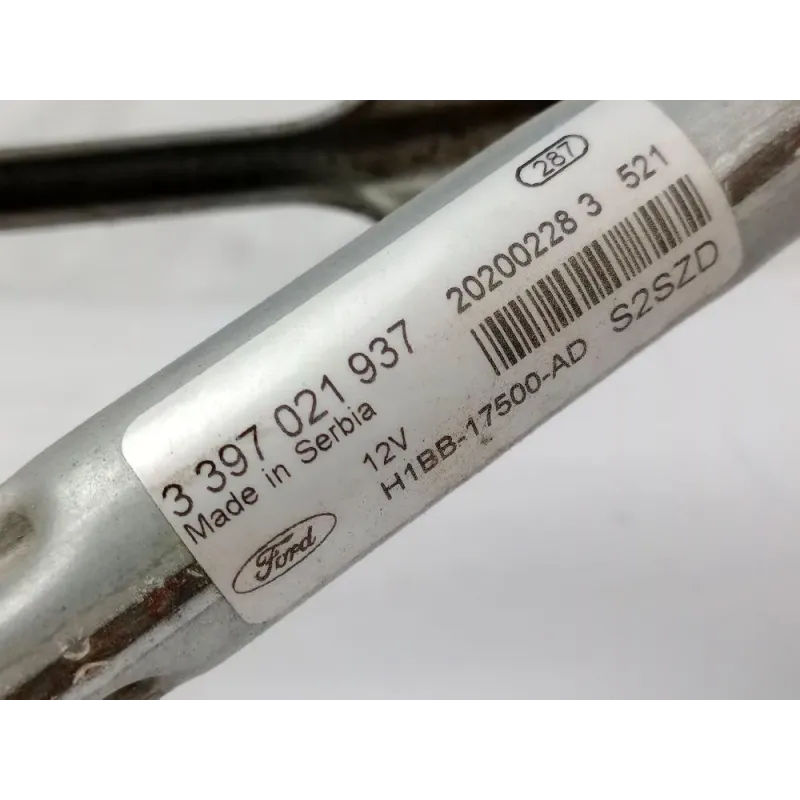 287
3 397 021 937
20200228 3 521
Made in Serbia
12V
S2SZD
H1BB-17500-AD
Ford